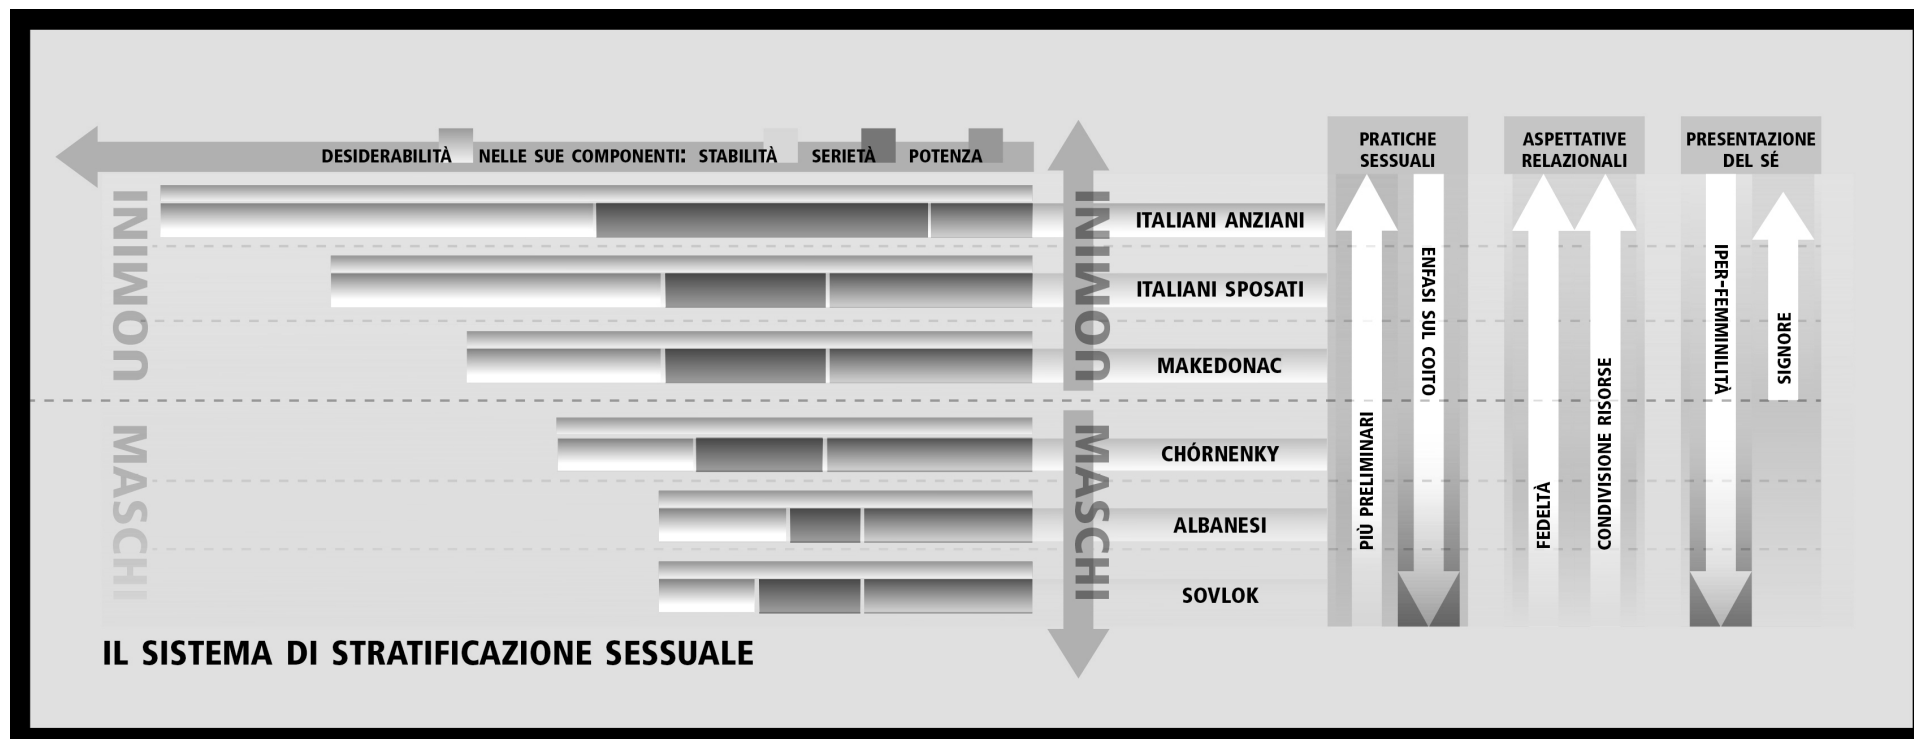 DESIDERABILITÀ NELLE SUE COMPONENTI: STABILITÀ SERIETÀ POTENZA
PRATICHE
SESSUALI
ASPETTATIVE
RELAZIONALI
PRESENTAZIONE
DEL SÉ
UOMINI
MASCHI
UOMINI
MASCHI
ITALIANI ANZIANI
ITALIANI SPOSATI
MAKEDONAC
CHÓRNENKY
ALBANESI
SOVLOK
PIÙ PRELIMINARI
ENFASI SUL COITO
FEDELTÀ
CONDIVISIONE RISORSE
IPER-FEMMINILITÀ
SIGNORE
IL SISTEMA DI STRATIFICAZIONE SESSUALE